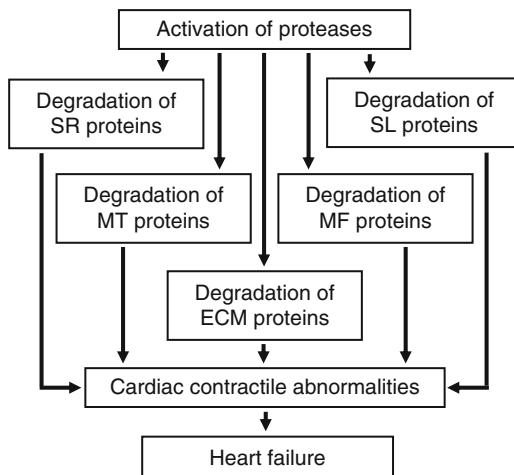 Activation of proteases
Degradation of
SR proteins
Degradation of
SL proteins
Degradation of
MT proteins
Degradation of
MF proteins
Degradation of
ECM proteins
Cardiac contractile abnormalities
Heart failure